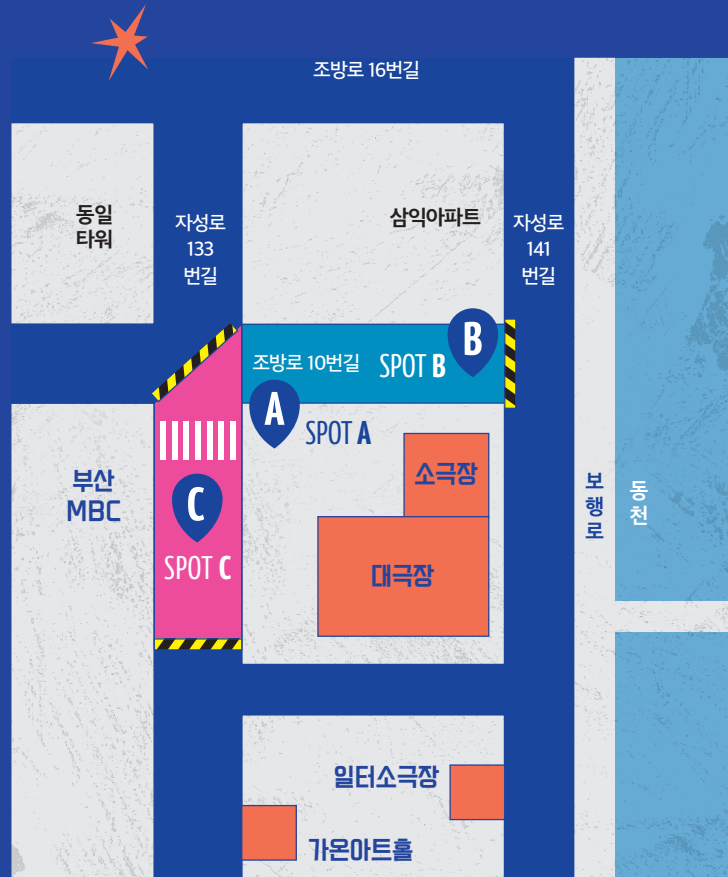 조방로 16번길
동일
타워
자성로
133
번길
삼익아파트
자성로
141
번길
조방로 10번길
SPOT B
B
A
SPOT A
부산
MBC
C
SPOT C
소극장
대극장
보
행
로
동
천
일터소극장
가온아트홀